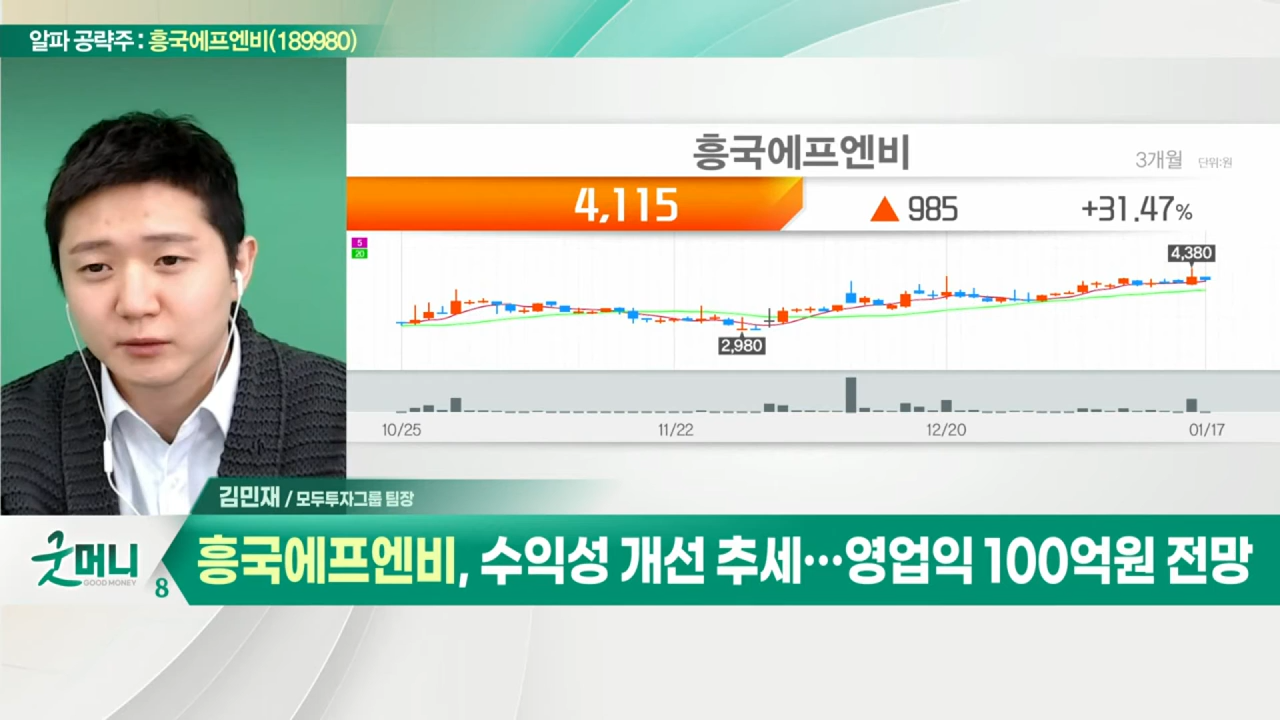 알파 공략주 : 흥국에프엔비(189980)
흥국에프엔비
3개월 단위:원
4,115 ▲ 985 +31.47%
5
20
4,380
2,980
10/25 11/22 12/20 01/17
김민재 / 모두투자그룹 팀장
굿머니
GOOD MONEY
8
흥국에프엔비, 수익성 개선 추세…영업익 100억원 전망